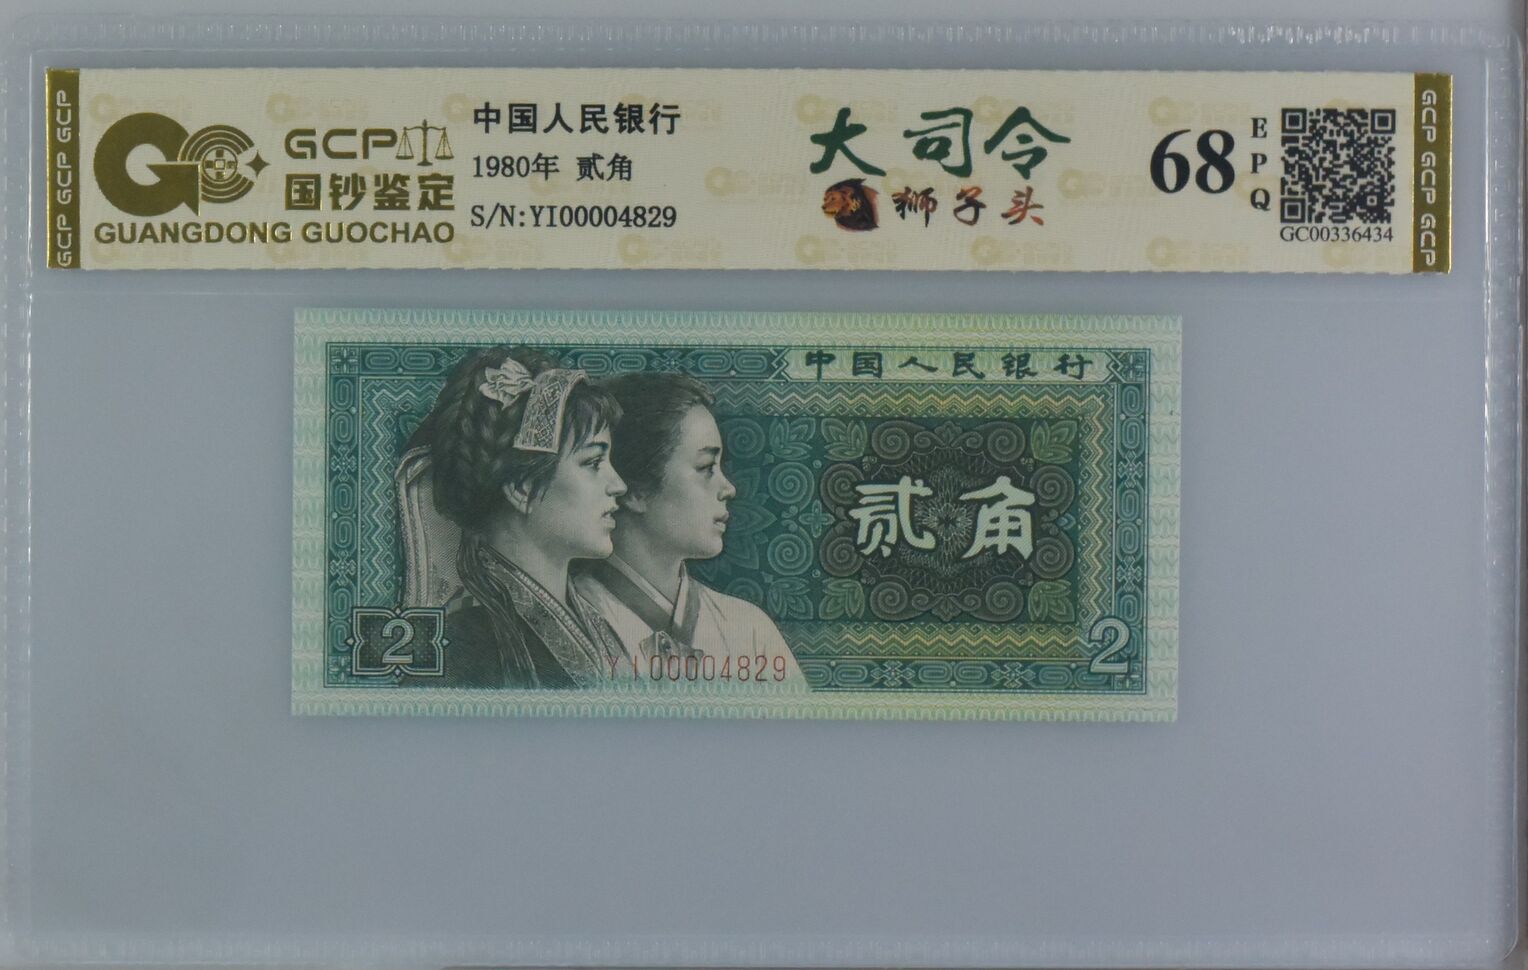 GCP GCP GCP
GCP
国钞鉴定
GUANGDONG GUOCHAO
中国人民银行
1980年 贰角
S/N:YI00004829
大司令
狮子头
68
EPQ
GC00336434
GCP GCP GCP
中国人民银行
贰角
2
YI00004829
2